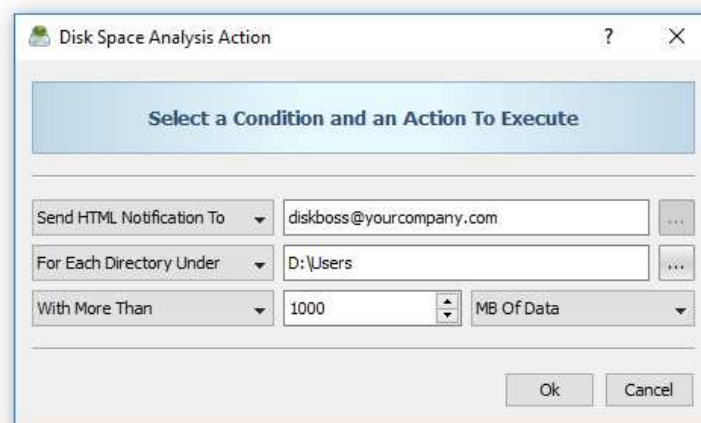 Disk Space Analysis Action ?
Select a Condition and an Action To Execute
Send HTML Notification To diskboss@yourcompany.com ...
For Each Directory Under D:\Users ...
With More Than 1000 MB Of Data
Ok Cancel